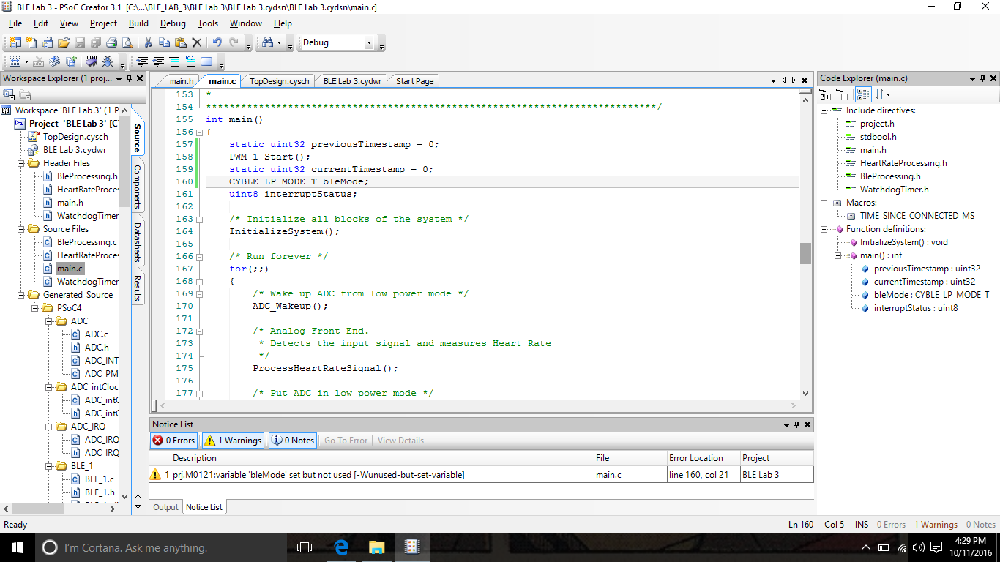 BLE Lab 3 - PSoC Creator 3.1 [C:\...\BLE_LAB_3\BLE Lab 3\BLE Lab 3.cydsn\BLE Lab 3.cydsn\main.c]
File Edit View Project Build Debug Tools Window Help
Debug
Workspace Explorer (1 proj...
Workspace 'BLE Lab 3' (1 P
Project 'BLE Lab 3' [C
TopDesign.cysch
BLE Lab 3.cydwr
Header Files
BleProcessing.h
HeartRateProce
main.h
WatchdogTimer
Source Files
BleProcessing.c
HeartRateProce
main.c
WatchdogTimer
Generated_Source
PSoC4
ADC
ADC.c
ADC.h
ADC_INT
ADC_PM
ADC_intCloc
ADC_intC
ADC_intC
ADC_IRQ
ADC_IRQ
ADC_IRQ
BLE_1
BLE_1.c
BLE_1.h
Source
Components
Datasheets
Results
main.h main.c TopDesign.cysch BLE Lab 3.cydwr Start Page
153 *
154 *****************************************************************************/
155 int main()
156 {
157 static uint32 previousTimestamp = 0;
158 PWM_1_Start();
159 static uint32 currentTimestamp = 0;
160 CYBLE_LP_MODE_T bleMode;
161 uint8 interruptStatus;
162
163 /* Initialize all blocks of the system */
164 InitializeSystem();
165
166 /* Run forever */
167 for(;;)
168 {
169 /* Wake up ADC from low power mode */
170 ADC_Wakeup();
171
172 /* Analog Front End.
173 * Detects the input signal and measures Heart Rate
174 */
175 ProcessHeartRateSignal();
176
177 /* Put ADC in low power mode */
Notice List
0 Errors 1 Warnings 0 Notes Go To Error View Details
Description File Error Location Project
1 prj.M0121:variable 'bleMode' set but not used [-Wunused-but-set-variable] main.c line 160, col 21 BLE Lab 3
Output Notice List
Code Explorer (main.c)
Include directives:
project.h
stdbool.h
main.h
HeartRateProcessing.h
BleProcessing.h
WatchdogTimer.h
Macros:
TIME_SINCE_CONNECTED_MS
Function definitions:
InitializeSystem() : void
main() : int
previousTimestamp : uint32
currentTimestamp : uint32
bleMode : CYBLE_LP_MODE_T
interruptStatus : uint8
Ready Ln 160 Col 5 INS 0 Errors 1 Warnings 0 Notes
I'm Cortana. Ask me anything.
4:29 PM
10/11/2016